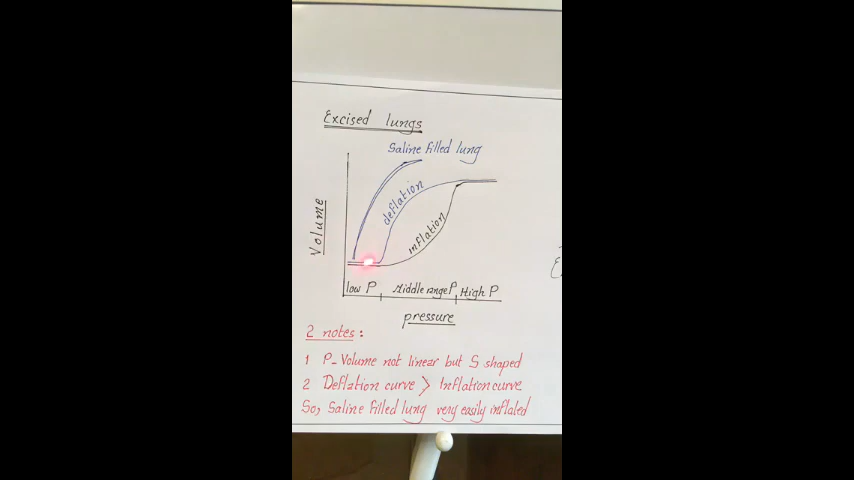 Excised lungs
Saline filled lung
deflation
inflation
Volume
low P
Middle range P
High P
pressure
2 notes:
1 P-Volume not linear but S shaped
2 Deflation curve > Inflation curve
So, Saline filled lung very easily inflated